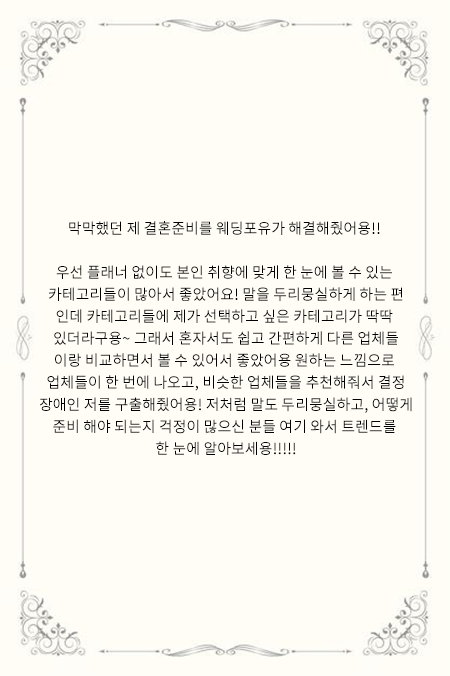 막막했던 제 결혼준비를 웨딩포유가 해결해줬어용!!
우선 플래너 없이도 본인 취향에 맞게 한 눈에 볼 수 있는
카테고리들이 많아서 좋았어요! 말을 두리뭉실하게 하는 편
인데 카테고리들에 제가 선택하고 싶은 카테고리가 딱딱
있더라구용~ 그래서 혼자서도 쉽고 간편하게 다른 업체들
이랑 비교하면서 볼 수 있어서 좋았어용 원하는 느낌으로
업체들이 한 번에 나오고, 비슷한 업체들을 추천해줘서 결정
장애인 저를 구출해줬어용! 저처럼 말도 두리뭉실하고, 어떻게
준비 해야 되는지 걱정이 많으신 분들 여기 와서 트렌드를
한 눈에 알아보세용!!!!!